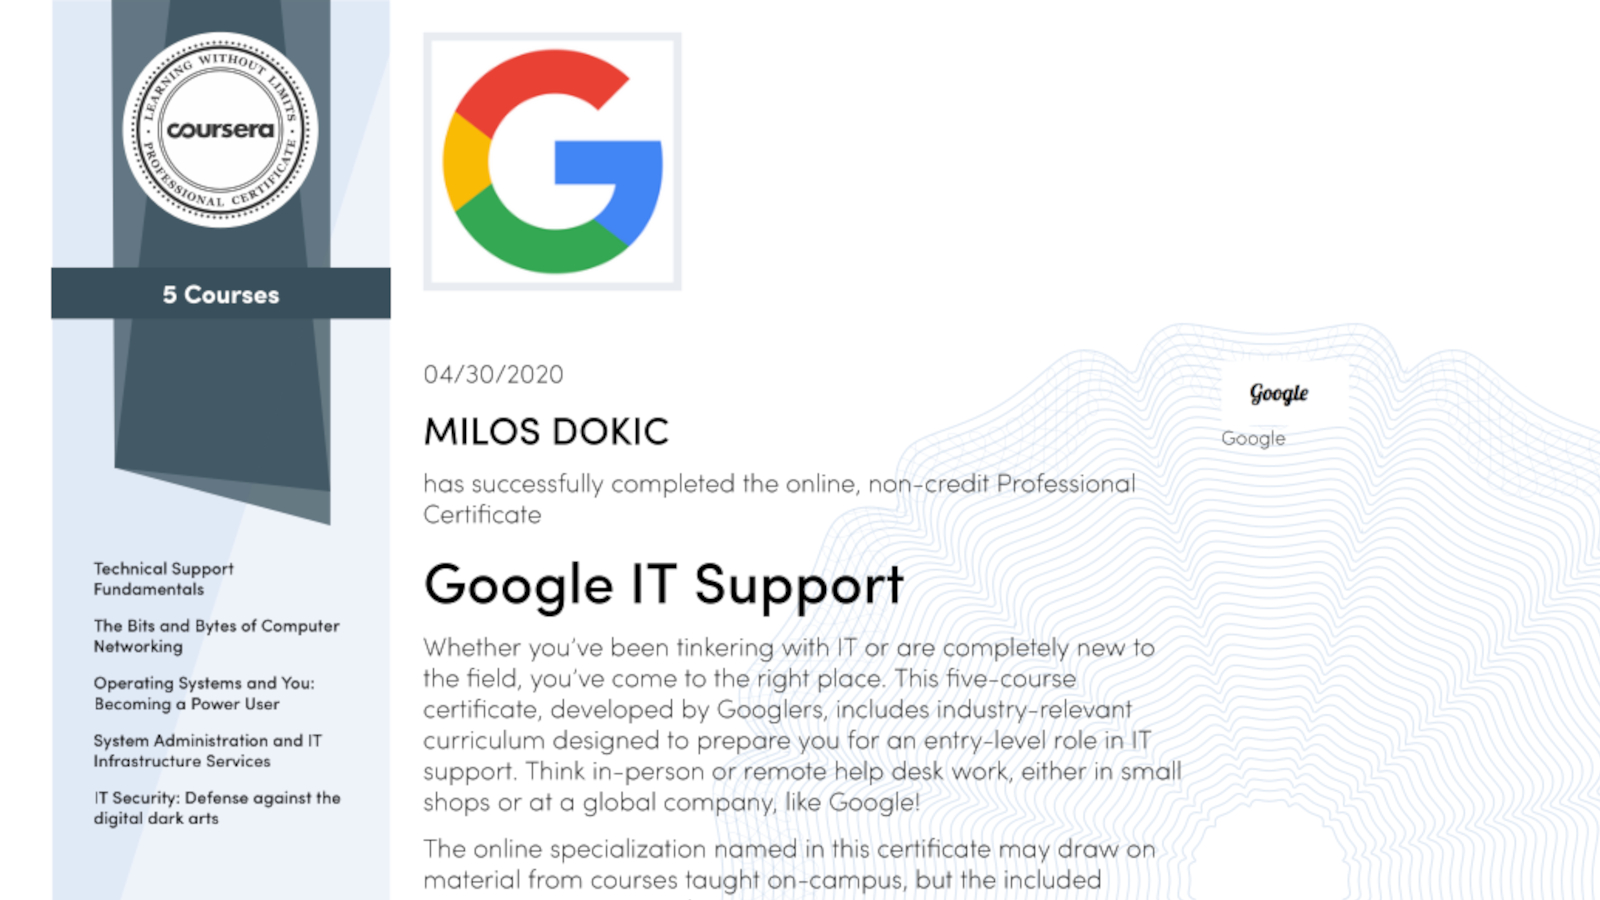 LEARNING WITHOUT LIMITS
coursera
PROFESSIONAL CERTIFICATE
5 Courses
Technical Support
Fundamentals
The Bits and Bytes of Computer
Networking
Operating Systems and You:
Becoming a Power User
System Administration and IT
Infrastructure Services
IT Security: Defense against the
digital dark arts
G
04/30/2020
MILOS DOKIC
has successfully completed the online, non-credit Professional
Certificate
Google IT Support
Whether you've been tinkering with IT or are completely new to
the field, you've come to the right place. This five-course
certificate, developed by Googlers, includes industry-relevant
curriculum designed to prepare you for an entry-level role in IT
support. Think in-person or remote help desk work, either in small
shops or at a global company, like Google!
The online specialization named in this certificate may draw on
material from courses taught on-campus, but the included
Google
Google